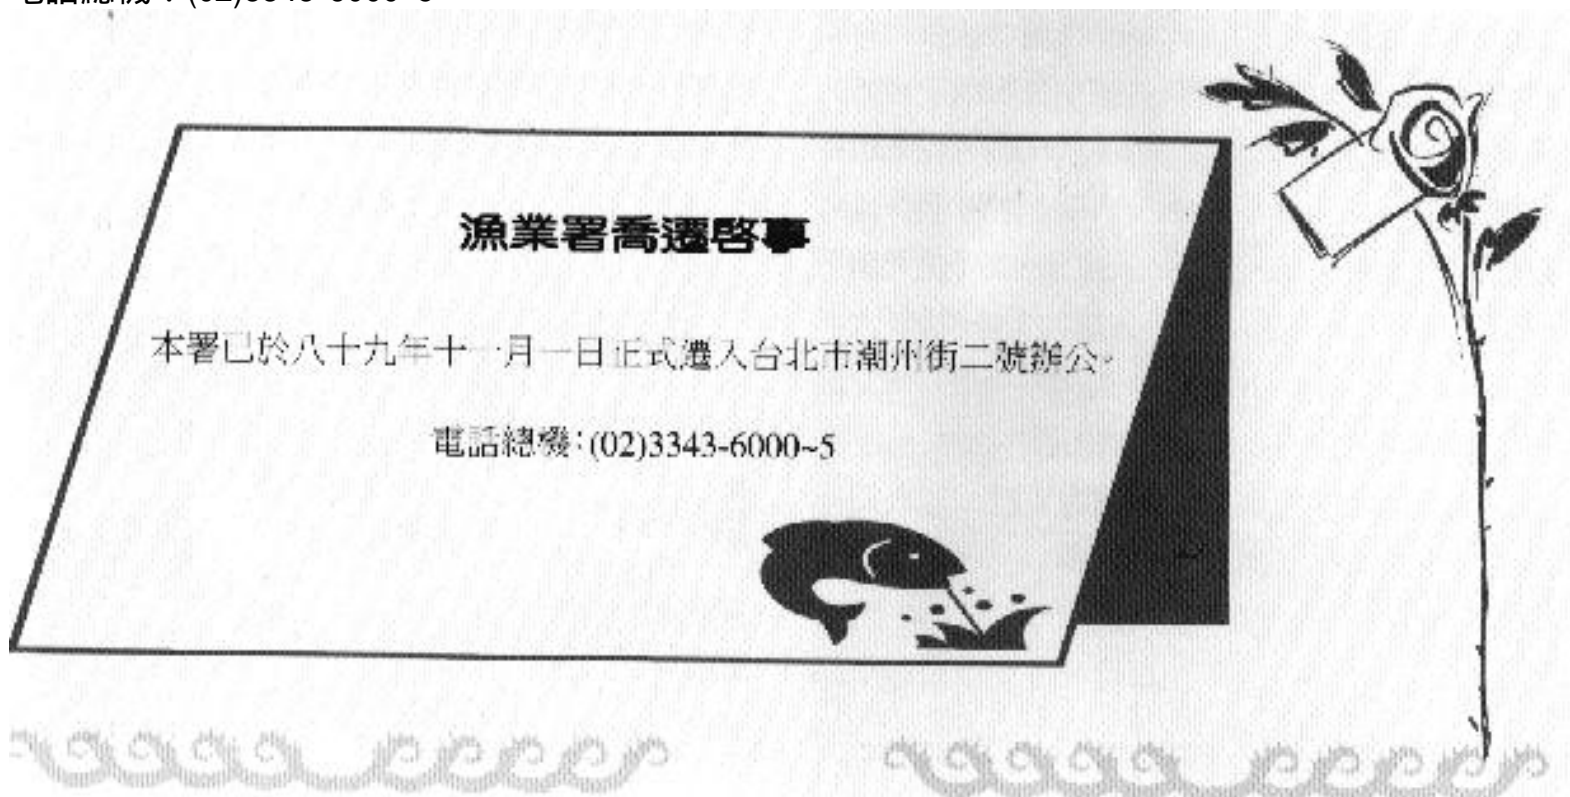 漁業署喬遷啓事
本署已於八十九年十一月一日正式遷入台北市潮州街二號辦公。
電話總機：(02)3343-6000~5